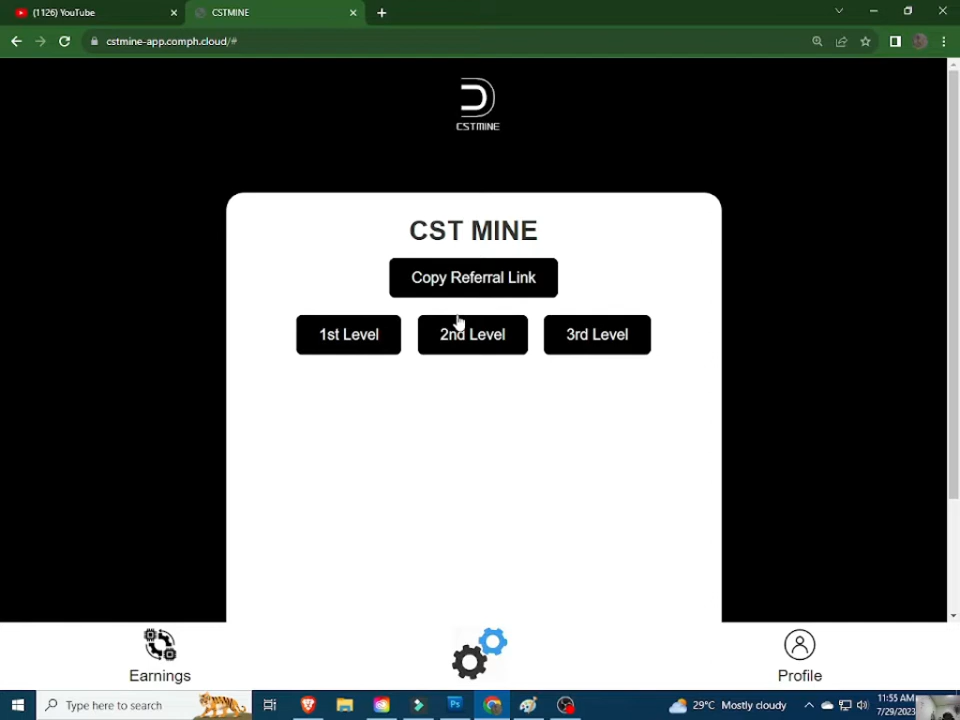 (1126) YouTube
CSTMINE
cstmine-app.comph.cloud/#
CSTMINE
CST MINE
Copy Referral Link
1st Level
2nd Level
3rd Level
Earnings
Profile
Type here to search
Ps
29°C Mostly cloudy
11:55 AM
7/29/2023